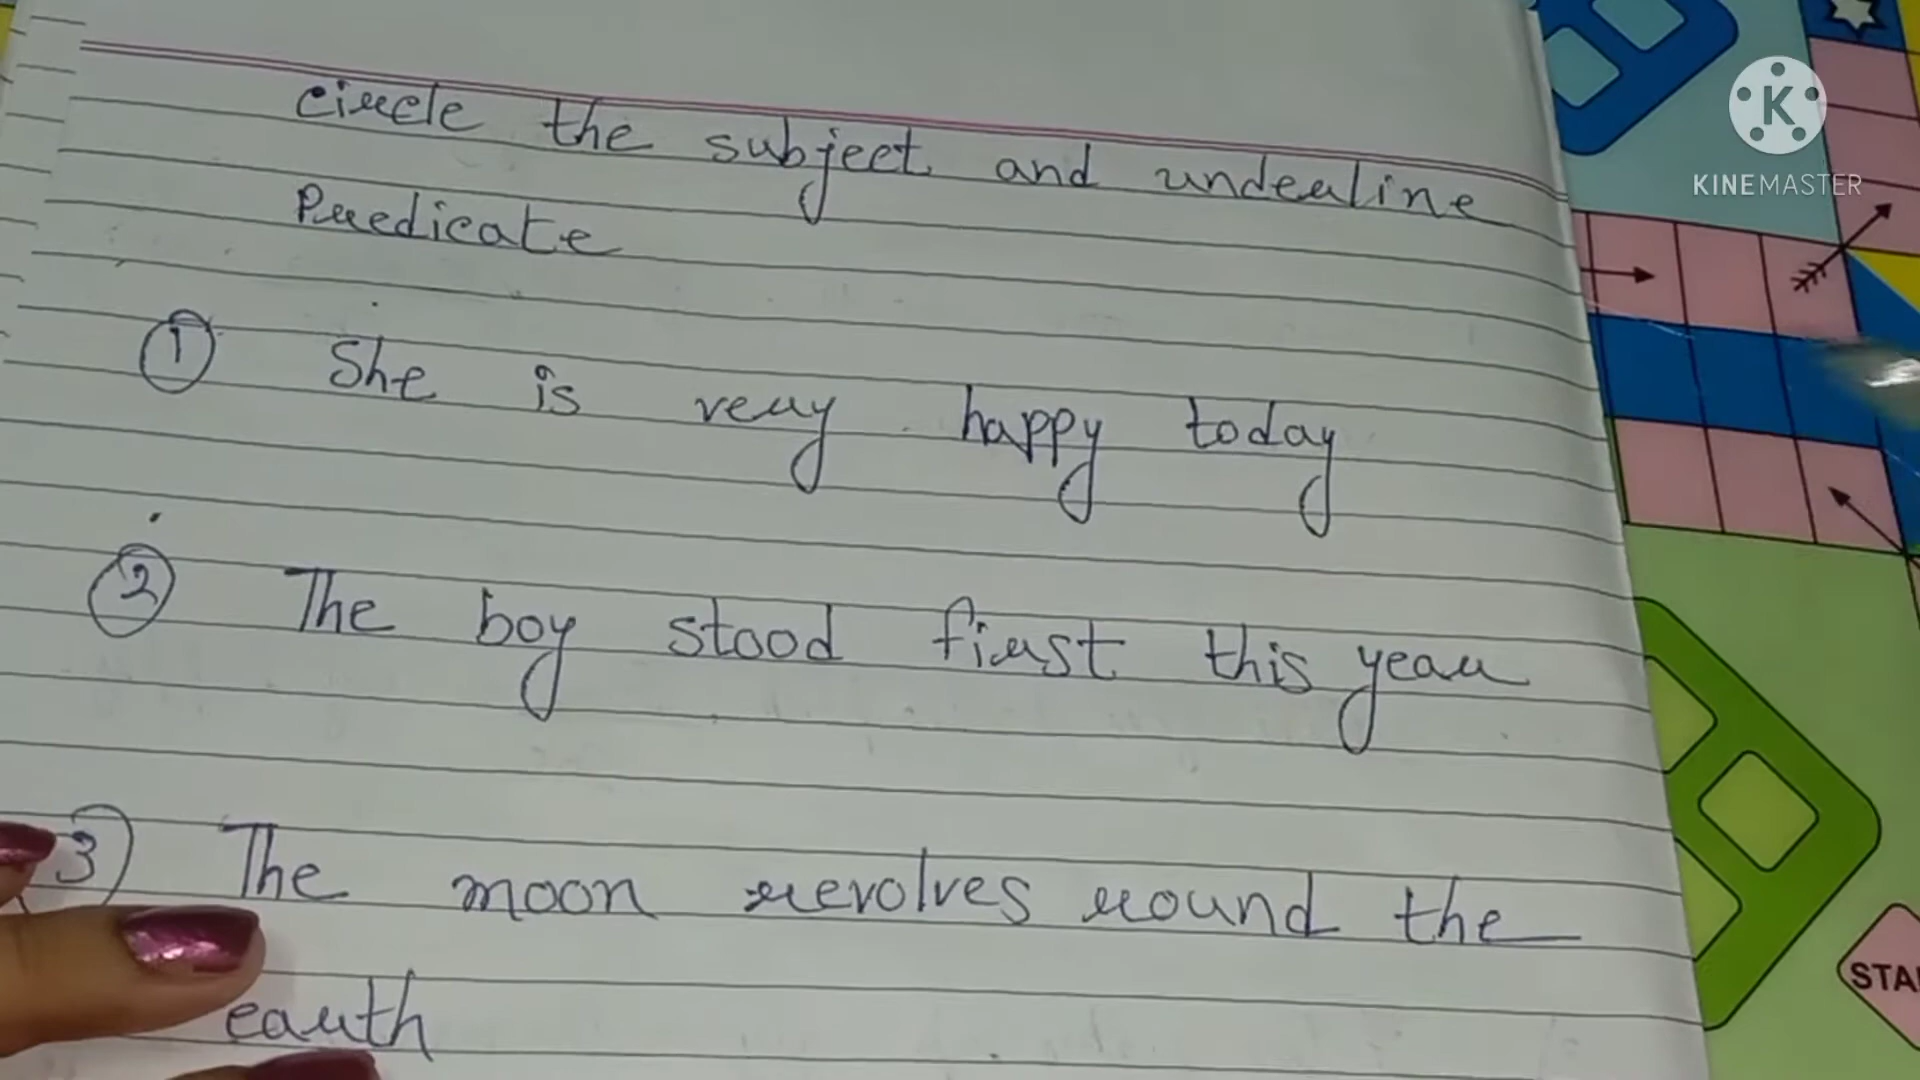 circle the subject and underline
Predicate
① She is very happy today
② The boy stood first this year
3 The moon revolves round the
earth
K
KINEMASTER
STA